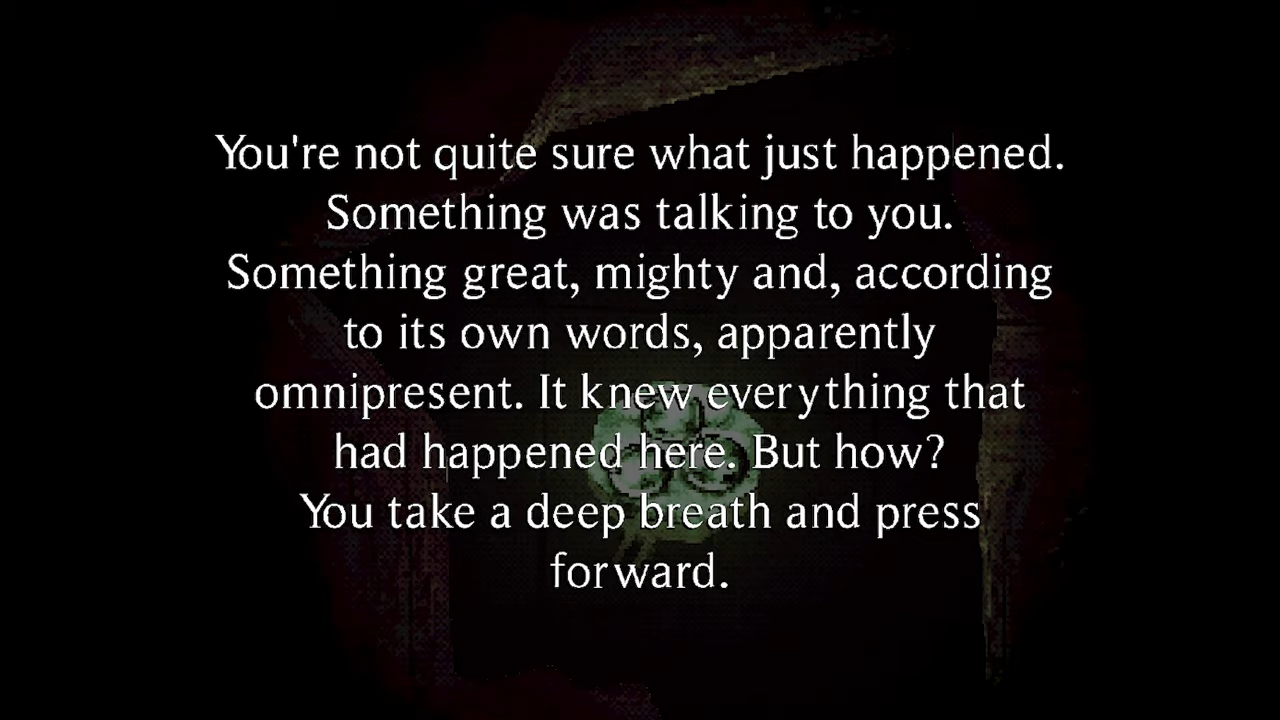 You're not quite sure what just happened.
Something was talking to you.
Something great, mighty and, according
to its own words, apparently
omnipresent. It knew everything that
had happened here. But how?
You take a deep breath and press
forward.